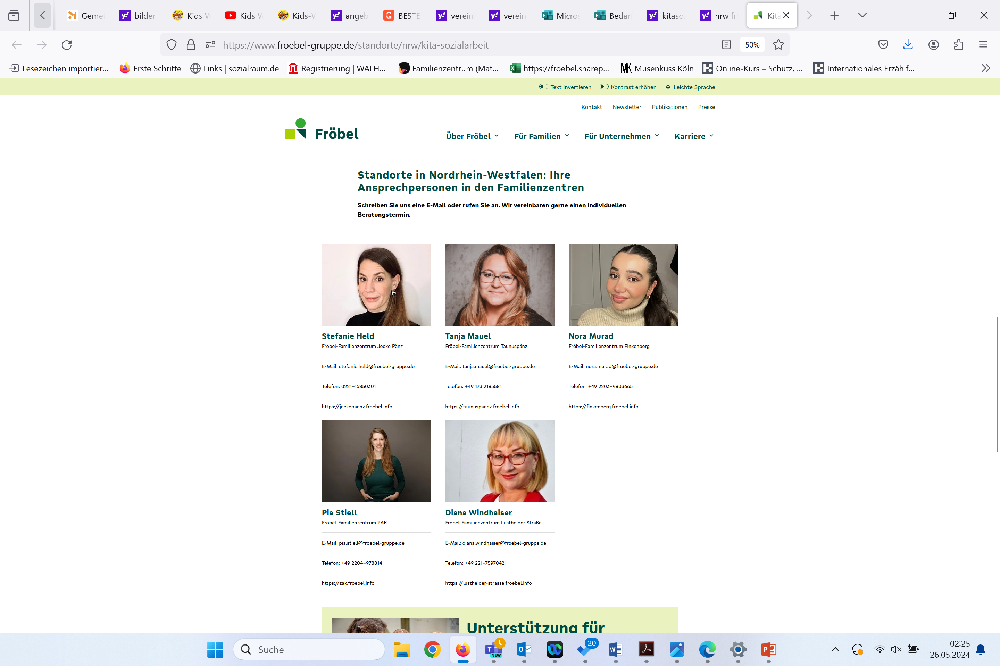 Gemei
bilder
Kids W
Kids W
Kids-W
angeb
BESTE
verein
verein
Micros
Bedarf
kitaso
nrw fr
Kita
https://www.froebel-gruppe.de/standorte/nrw/kita-sozialarbeit
50%
Lesezeichen importier...
Erste Schritte
Links | sozialraum.de
Registrierung | WALH...
Familienzentrum (Mat...
https://froebel.sharep...
Musenkuss Köln
Online-Kurs – Schutz, ...
Internationales Erzählf...
Text invertieren
Kontrast erhöhen
Leichte Sprache
Kontakt
Newsletter
Publikationen
Presse
Fröbel
Über Fröbel
Für Familien
Für Unternehmen
Karriere
Standorte in Nordrhein-Westfalen: Ihre
Ansprechpersonen in den Familienzentren
Schreiben Sie uns eine E-Mail oder rufen Sie an. Wir vereinbaren gerne einen individuellen
Beratungstermin.
Stefanie Held
Fröbel-Familienzentrum Jecke Pänz
E-Mail: stefanie.held@froebel-gruppe.de
Telefon: 0221–16850301
https://jeckepaenz.froebel.info
Tanja Mauel
Fröbel-Familienzentrum Taunuspänz
E-Mail: tanja.mauel@froebel-gruppe.de
Telefon: +49 173 2185581
https://taunuspaenz.froebel.info
Nora Murad
Fröbel-Familienzentrum Finkenberg
E-Mail: nora.murad@froebel-gruppe.de
Telefon: +49 2203–9803665
https://finkenberg.froebel.info
Pia Stiell
Fröbel-Familienzentrum ZAK
E-Mail: pia.stiell@froebel-gruppe.de
Telefon: +49 2204–978814
https://zak.froebel.info
Diana Windhaiser
Fröbel-Familienzentrum Lustheider Straße
E-Mail: diana.windhaiser@froebel-gruppe.de
Telefon: +49 221–75970421
https://lustheider-strasse.froebel.info
Unterstützung für
Suche
NEW
20
02:25
26.05.2024